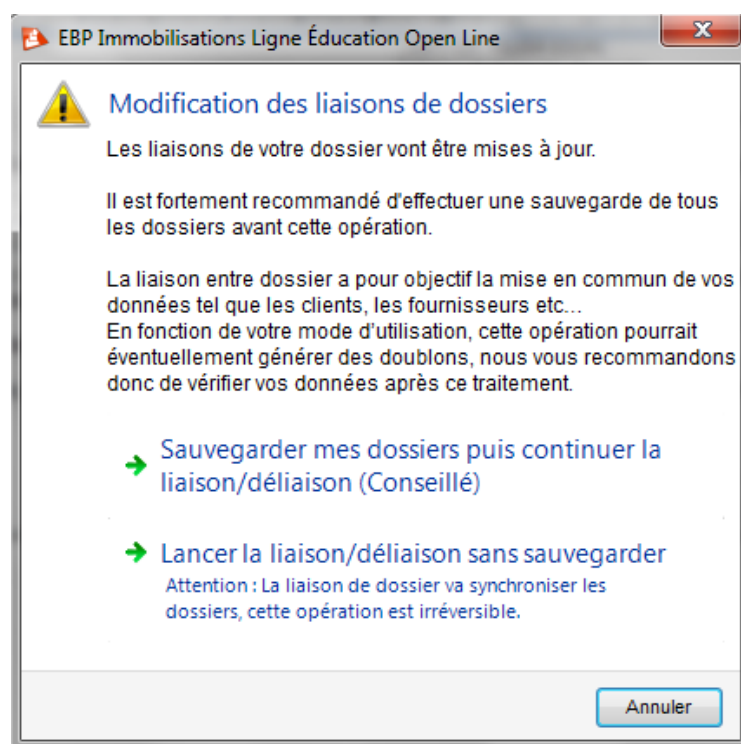 EBP Immobilisations Ligne Éducation Open Line
Modification des liaisons de dossiers
Les liaisons de votre dossier vont être mises à jour.
Il est fortement recommandé d'effectuer une sauvegarde de tous
les dossiers avant cette opération.
La liaison entre dossier a pour objectif la mise en commun de vos
données tel que les clients, les fournisseurs etc...
En fonction de votre mode d'utilisation, cette opération pourrait
éventuellement générer des doublons, nous vous recommandons
donc de vérifier vos données après ce traitement.
Sauvegarder mes dossiers puis continuer la
liaison/déliaison (Conseillé)
Lancer la liaison/déliaison sans sauvegarder
Attention : La liaison de dossier va synchroniser les
dossiers, cette opération est irréversible.
Annuler